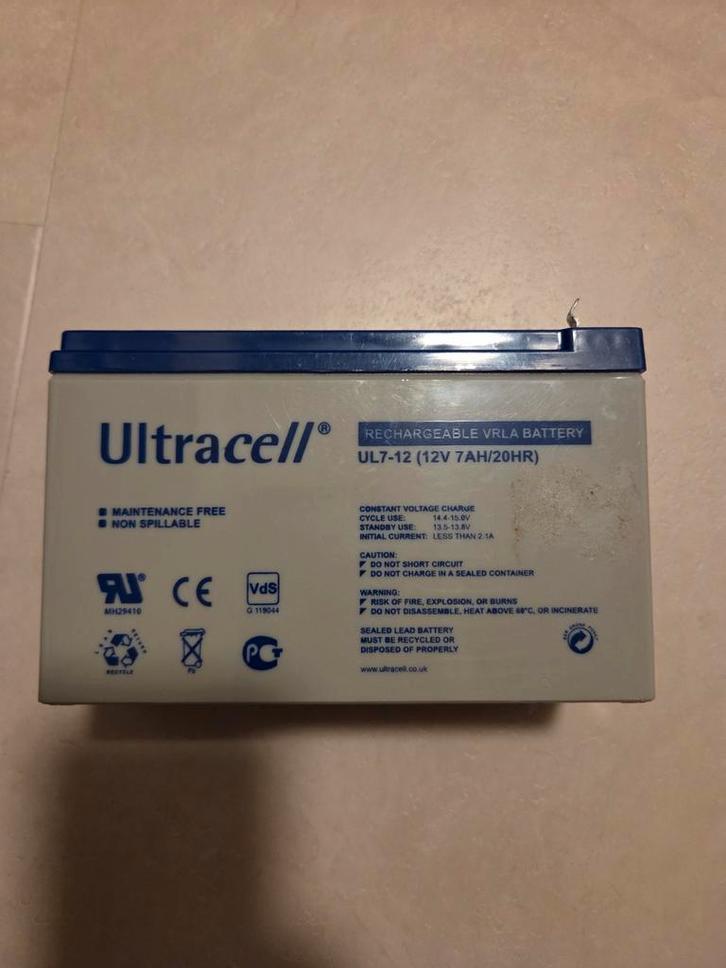 Ultracell®
RECHARGEABLE VRLA BATTERY
UL7-12 (12V 7AH/20HR)
MAINTENANCE FREE
NON SPILLABLE
CONSTANT VOLTAGE CHARGE
CYCLE USE: 14.4-15.0V
STANDBY USE: 13.5-13.8V
INITIAL CURRENT: LESS THAN 2.1A
CAUTION:
DO NOT SHORT CIRCUIT
DO NOT CHARGE IN A SEALED CONTAINER
WARNING:
RISK OF FIRE, EXPLOSION, OR BURNS
DO NOT DISASSEMBLE, HEAT ABOVE 60°C, OR INCINERATE
SEALED LEAD BATTERY
MUST BE RECYCLED OR
DISPOSED OF PROPERLY
www.ultracell.co.uk
RU®
MH29410
CE
VdS
G 119044
RECYCLE
Pb
PCT